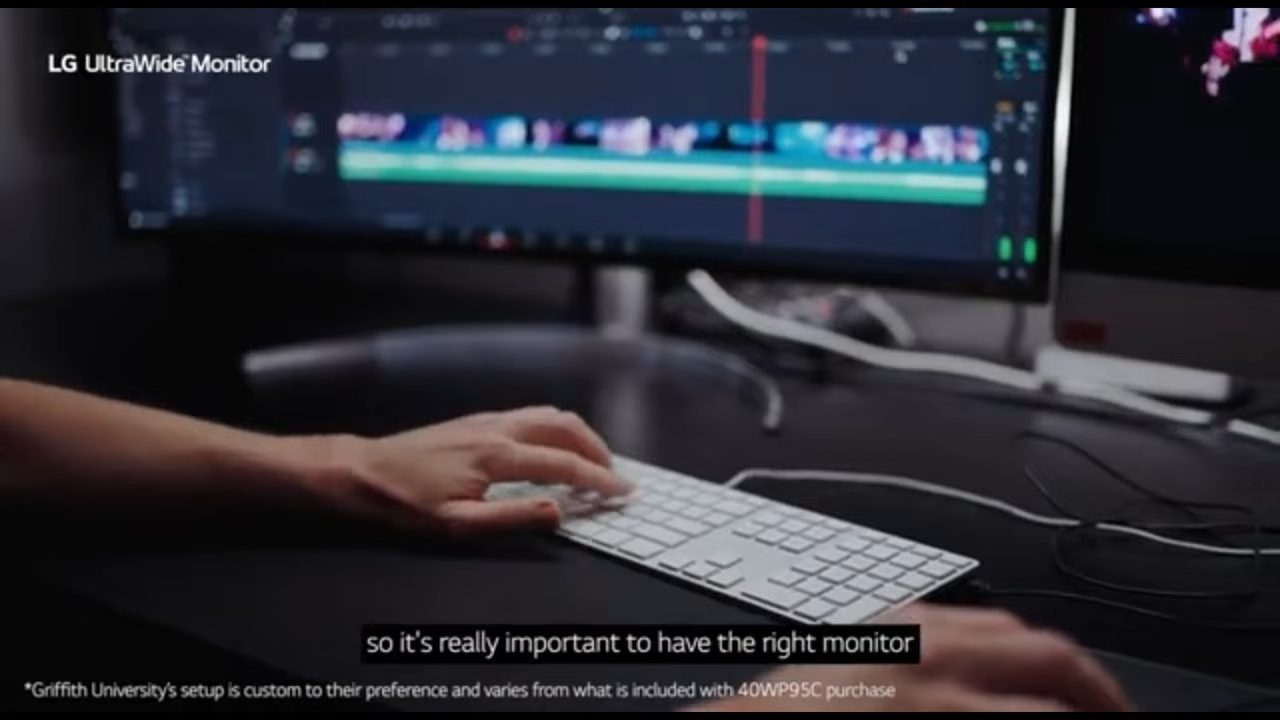 LG UltraWide™ Monitor
so it's really important to have the right monitor
*Griffith University's setup is custom to their preference and varies from what is included with 40WP95C purchase